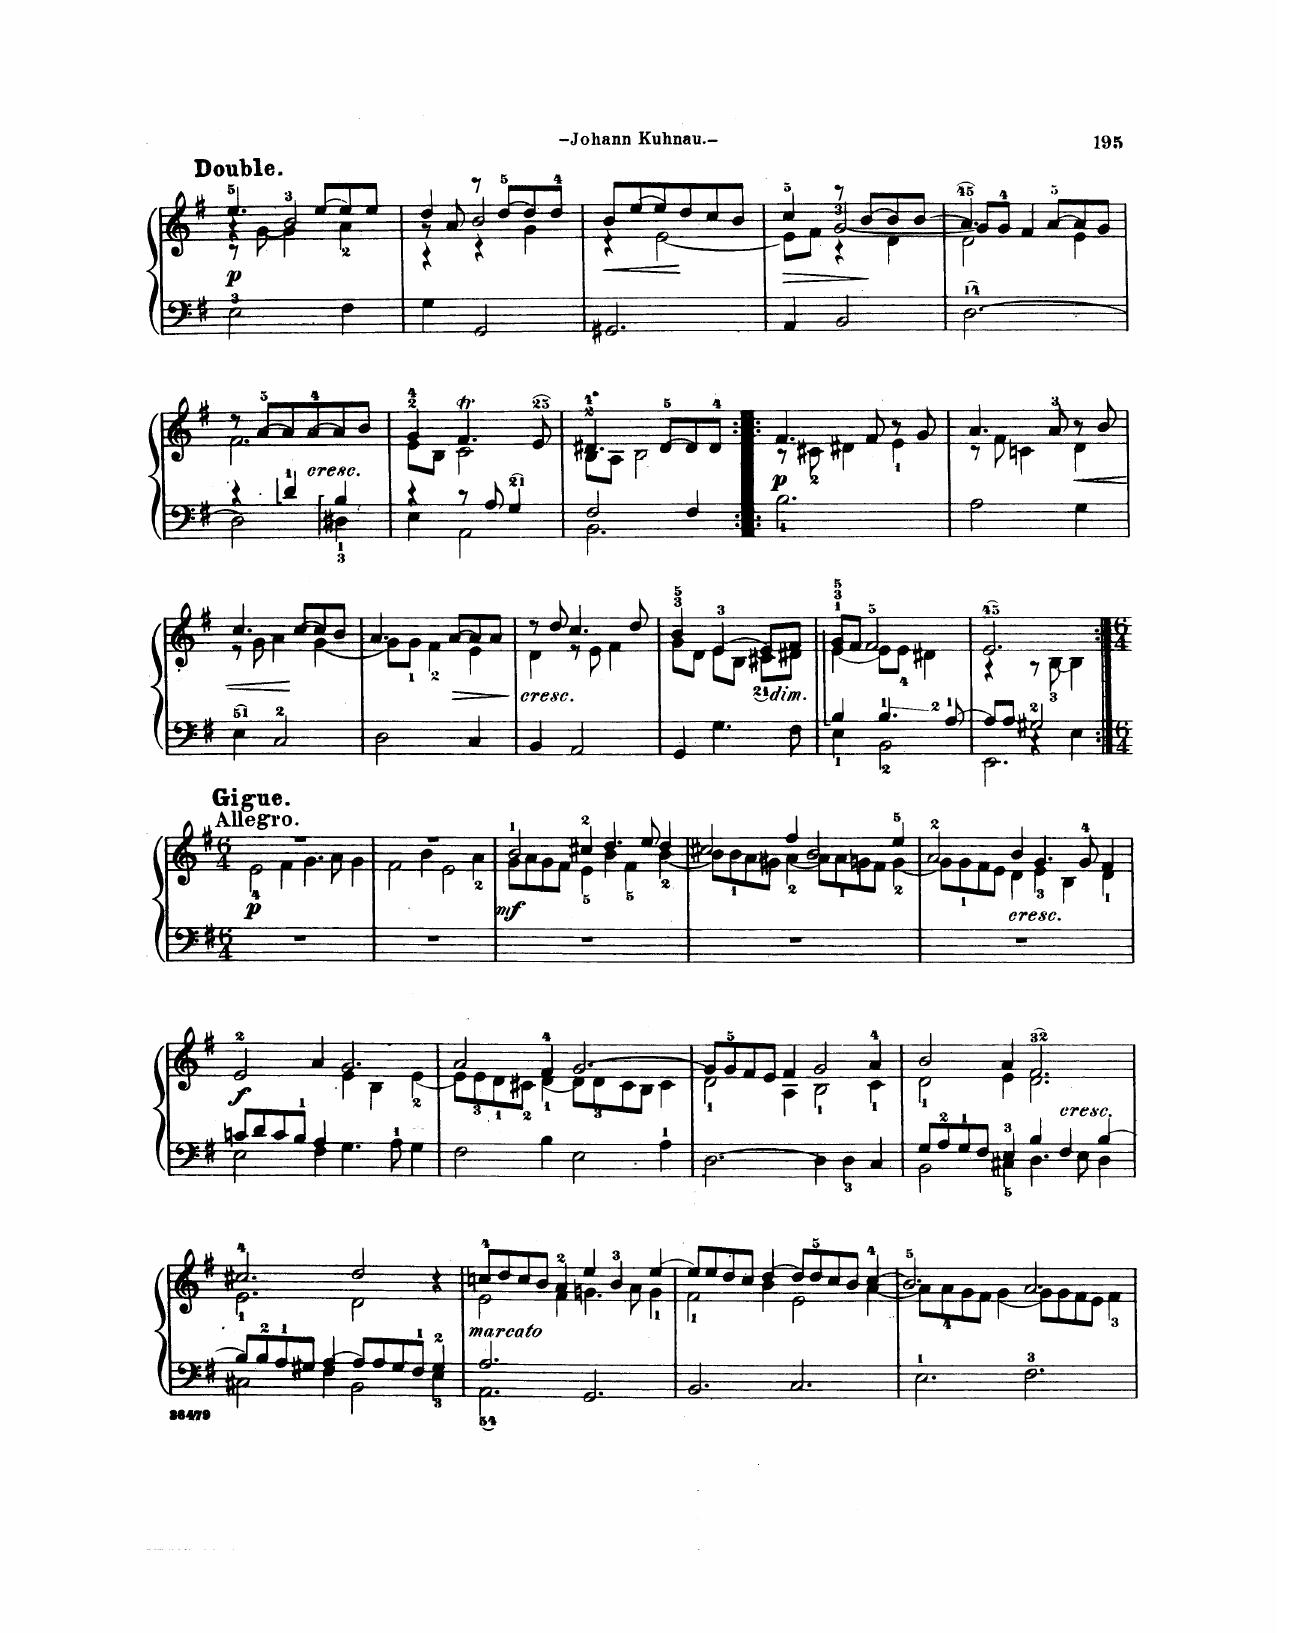 -Johann Kuhnau.-
195
Double.
p
cresc.
p
cresc.
dim.
Gigue.
Allegro.
p
mf
cresc.
f
cresc.
marcato
26479